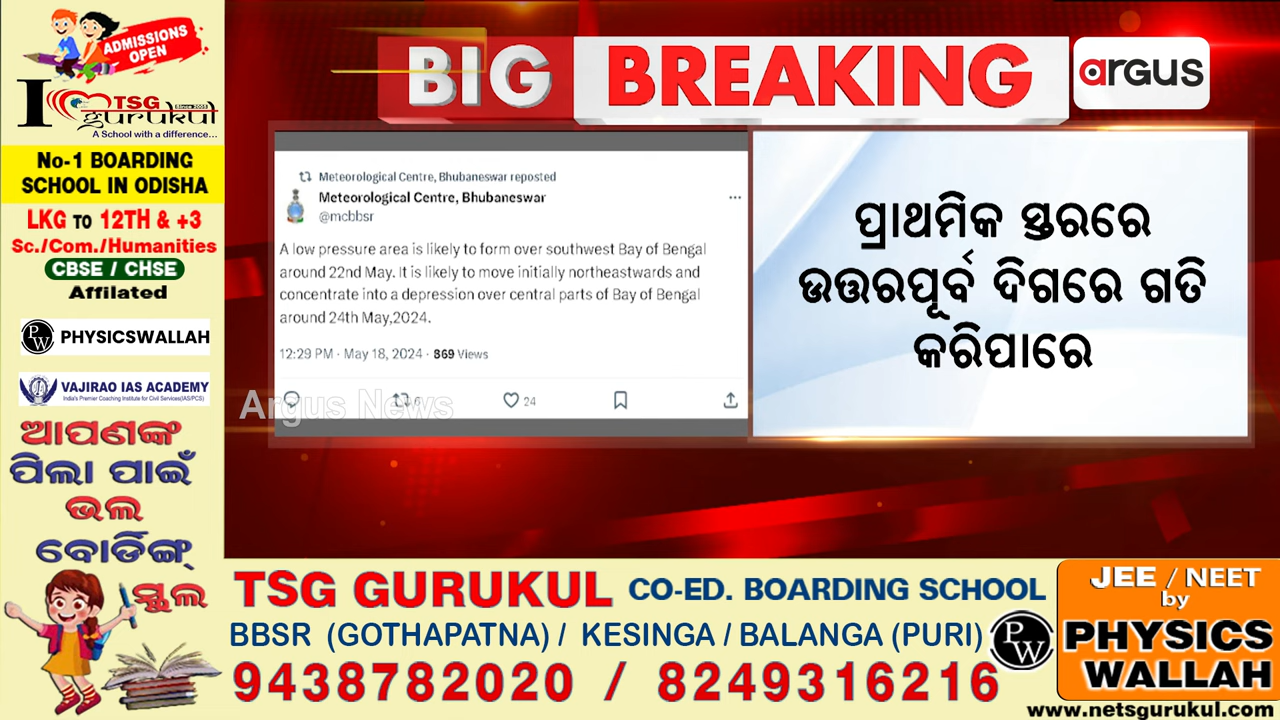 ADMISSIONS
OPEN
I TSG Since 2005
gurukul
A School with a difference...
No-1 BOARDING
SCHOOL IN ODISHA
LKG TO 12TH & +3
Sc./Com./Humanities
CBSE / CHSE
Affilated
PW PHYSICSWALLAH
VAJIRAO IAS ACADEMY
India's Premier Coaching Institute for Civil Services(IAS/PCS)
ଆପଣଙ୍କ
ପିଲା ପାଇଁ
ଭଲ
ବୋର୍ଡିଙ୍ଗ୍
ସ୍କୁଲ
BIG BREAKING argus
Meteorological Centre, Bhubaneswar reposted
Meteorological Centre, Bhubaneswar
@mcbbsr
A low pressure area is likely to form over southwest Bay of Bengal
around 22nd May. It is likely to move initially northeastwards and
concentrate into a depression over central parts of Bay of Bengal
around 24th May,2024.
12:29 PM · May 18, 2024 · 869 Views
6 24
Argus News
ପ୍ରାଥମିକ ସ୍ତରରେ
ଉତ୍ତରପୂର୍ବ ଦିଗରେ ଗତି
କରିପାରେ
TSG GURUKUL CO-ED. BOARDING SCHOOL
BBSR (GOTHAPATNA) / KESINGA / BALANGA (PURI)
9438782020 / 8249316216
JEE / NEET
by
PW PHYSICS
WALLAH
www.netsgurukul.com